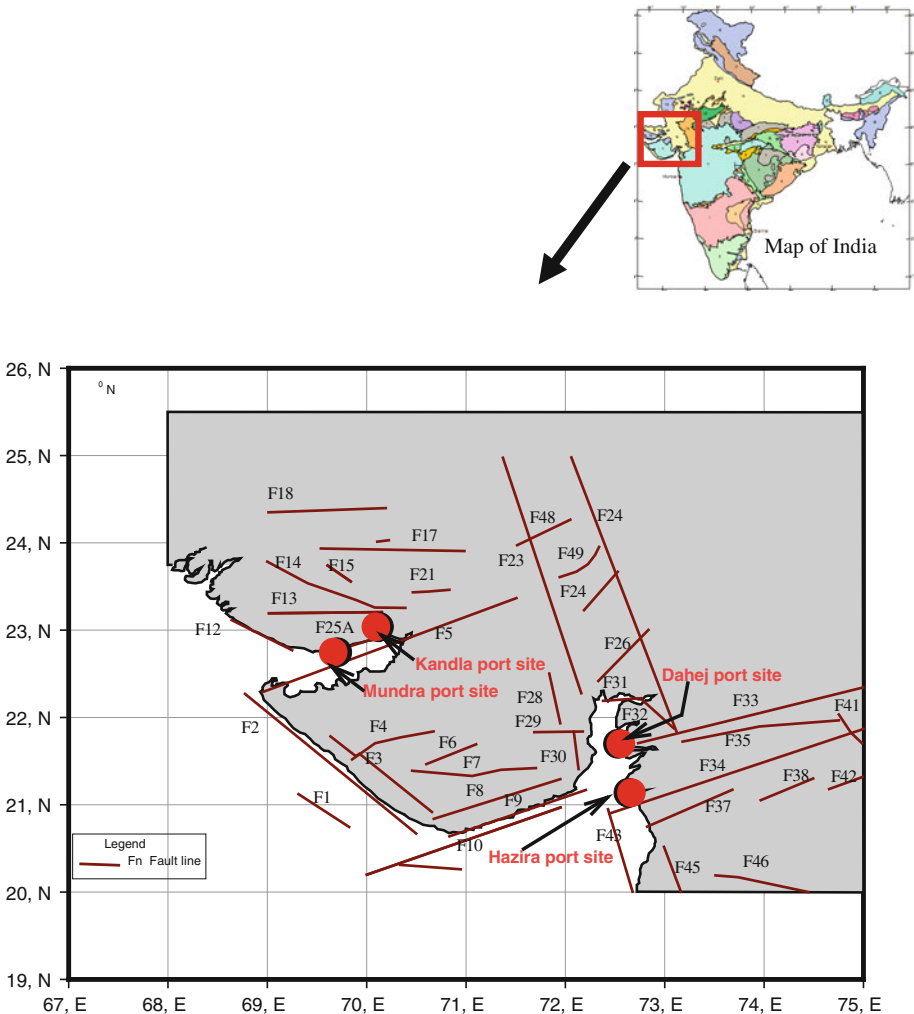 Map of India
26, N
0 N
25, N
F18
F48
F24
24, N
F17
F23
F49
F14
F15
F21
F24
F13
23, N
F12
F25A
F5
F26
Kandla port site
Dahej port site
Mundra port site
F31
F28
F33
22, N
F2
F32
F41
F4
F29
F35
F6
F3
F7
F30
F34
F8
F38
F42
21, N
F1
F9
F37
F10
F43
Legend
Fn Fault line
Hazira port site
F45
F46
20, N
19, N
67, E
68, E
69, E
70, E
71, E
72, E
73, E
74, E
75, E